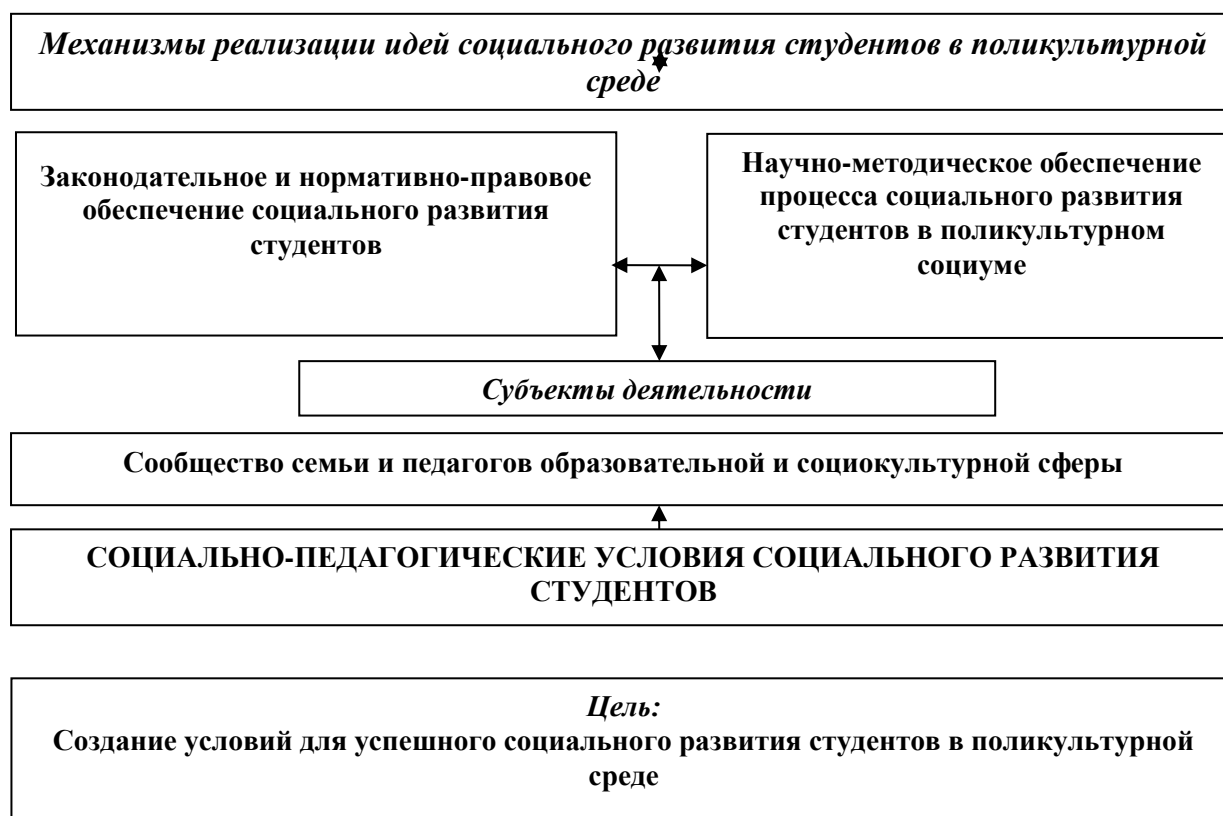 Механизмы реализации идей социального развития студентов в поликультурной
среде
Законодательное и нормативно-правовое
обеспечение социального развития
студентов
Научно-методическое обеспечение
процесса социального развития
студентов в поликультурном
социуме
Субъекты деятельности
Сообщество семьи и педагогов образовательной и социокультурной сферы
СОЦИАЛЬНО-ПЕДАГОГИЧЕСКИЕ УСЛОВИЯ СОЦИАЛЬНОГО РАЗВИТИЯ
СТУДЕНТОВ
Цель:
Создание условий для успешного социального развития студентов в поликультурной
среде